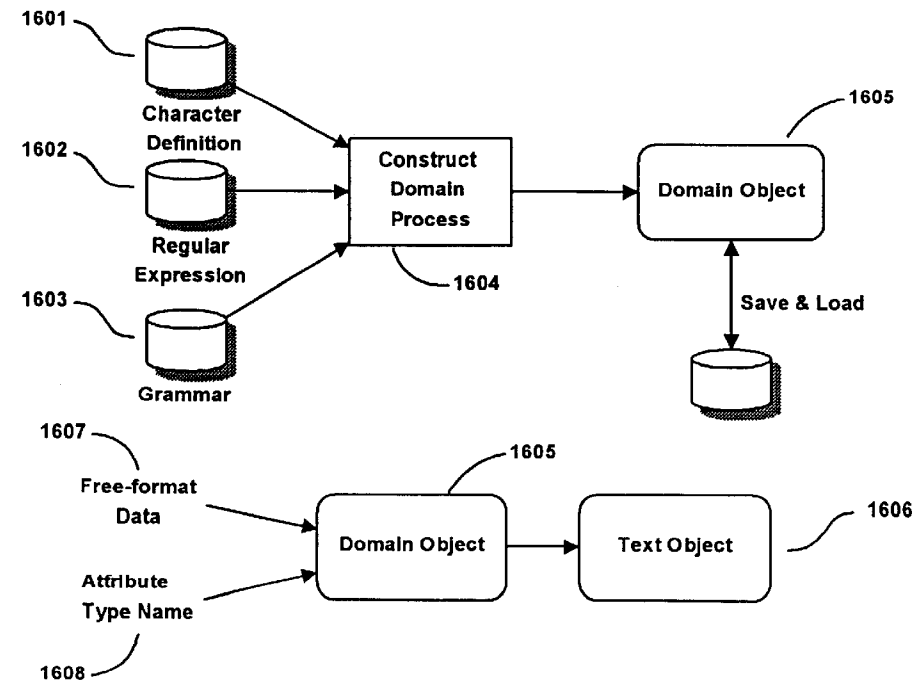 1601
Character
Definition
1602
Regular
Expression
1603
Grammar
Construct
Domain
Process
1604
1605
Domain Object
Save & Load
1607
Free-format
Data
Attribute
Type Name
1608
1605
Domain Object
Text Object
1606